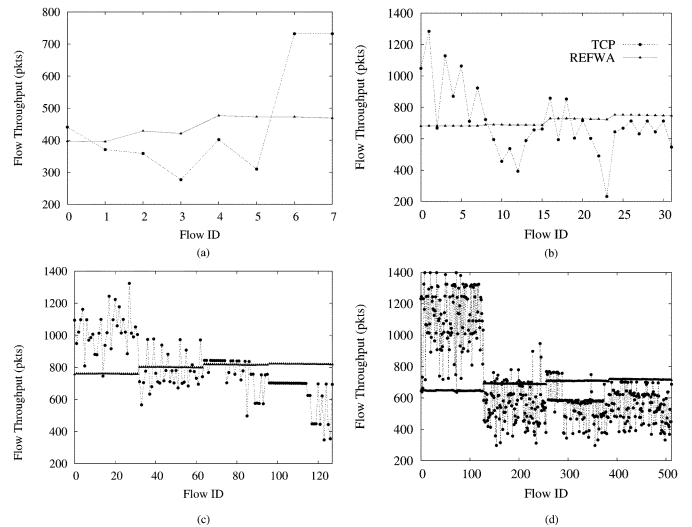 800
700
600
500
400
300
200
Flow Throughput (pkts)
0 1 2 3 4 5 6 7
Flow ID
(a)
1400
1200
1000
800
600
400
200
Flow Throughput (pkts)
TCP
REFWA
0 5 10 15 20 25 30
Flow ID
(b)
1400
1200
1000
800
600
400
200
Flow Throughput (pkts)
0 20 40 60 80 100 120
Flow ID
(c)
1400
1200
1000
800
600
400
200
Flow Throughput (pkts)
0 100 200 300 400 500
Flow ID
(d)